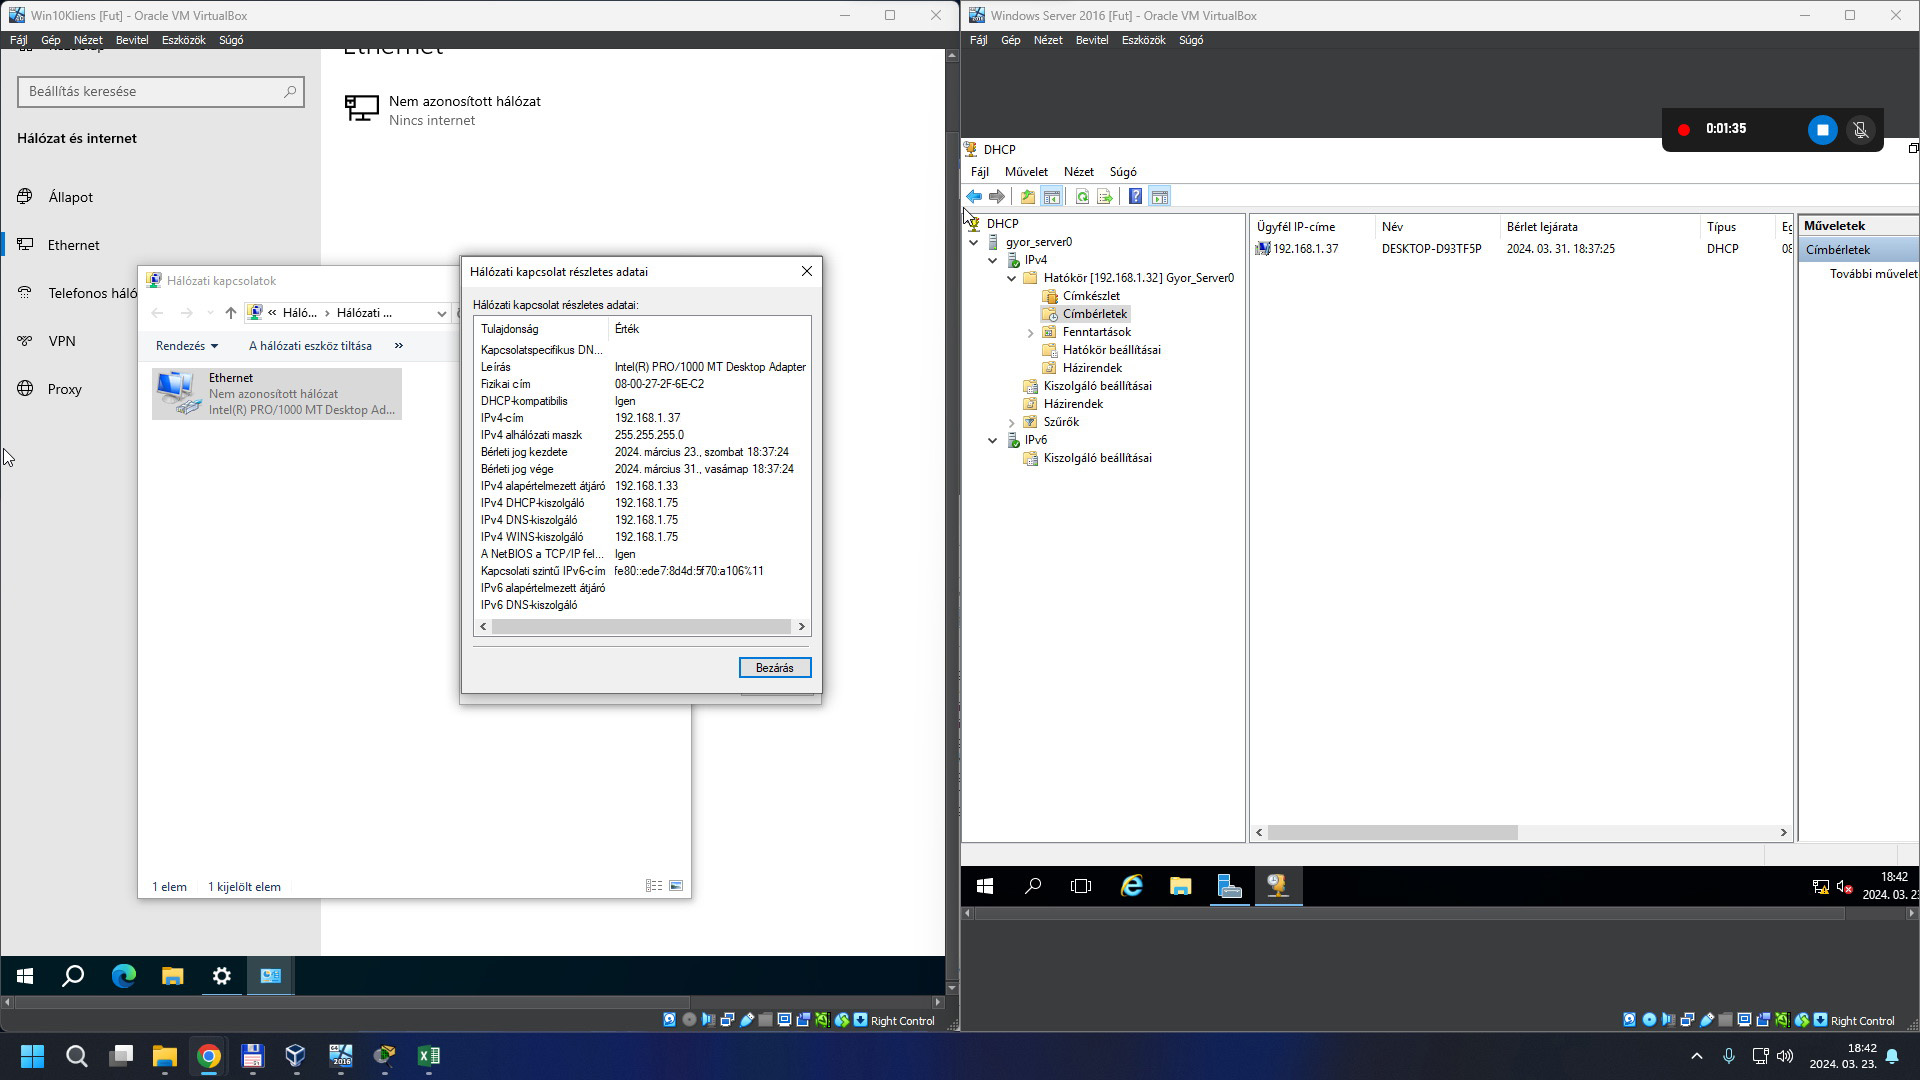 Win10Kliens [Fut] - Oracle VM VirtualBox
Fájl Gép Nézet Bevitel Eszközök Súgó
Ethernet
Beállítás keresése
Nem azonosított hálózat
Nincs internet
Hálózat és internet
Állapot
Ethernet
Telefonos háló
VPN
Proxy
Hálózati kapcsolatok
« Háló... › Hálózati ...
Rendezés A hálózati eszköz tiltása »
Ethernet
Nem azonosított hálózat
Intel(R) PRO/1000 MT Desktop Ad...
1 elem 1 kijelölt elem
Hálózati kapcsolat részletes adatai
Hálózati kapcsolat részletes adatai:
Tulajdonság Érték
Kapcsolatspecifikus DN...
Leírás Intel(R) PRO/1000 MT Desktop Adapter
Fizikai cím 08-00-27-2F-6E-C2
DHCP-kompatibilis Igen
IPv4-cím 192.168.1.37
IPv4 alhálózati maszk 255.255.255.0
Bérleti jog kezdete 2024. március 23., szombat 18:37:24
Bérleti jog vége 2024. március 31., vasárnap 18:37:24
IPv4 alapértelmezett átjáró 192.168.1.33
IPv4 DHCP-kiszolgáló 192.168.1.75
IPv4 DNS-kiszolgáló 192.168.1.75
IPv4 WINS-kiszolgáló 192.168.1.75
A NetBIOS a TCP/IP fel... Igen
Kapcsolati szintű IPv6-cím fe80::ede7:8d4d:5f70:a106%11
IPv6 alapértelmezett átjáró
IPv6 DNS-kiszolgáló
Bezárás
Right Control
Windows Server 2016 [Fut] - Oracle VM VirtualBox
Fájl Gép Nézet Bevitel Eszközök Súgó
0:01:35
DHCP
Fájl Művelet Nézet Súgó
DHCP
gyor_server0
IPv4
Hatókör [192.168.1.32] Gyor_Server0
Címkészlet
Címbérletek
Fenntartások
Hatókör beállításai
Házirendek
Kiszolgáló beállításai
Házirendek
Szűrők
IPv6
Kiszolgáló beállításai
Ügyfél IP-címe Név Bérlet lejárata Típus Eg
192.168.1.37 DESKTOP-D93TF5P 2024. 03. 31. 18:37:25 DHCP 08
Műveletek
Címbérletek
További művelet
18:42
2024. 03. 23
Right Control
18:42
2024. 03. 23.